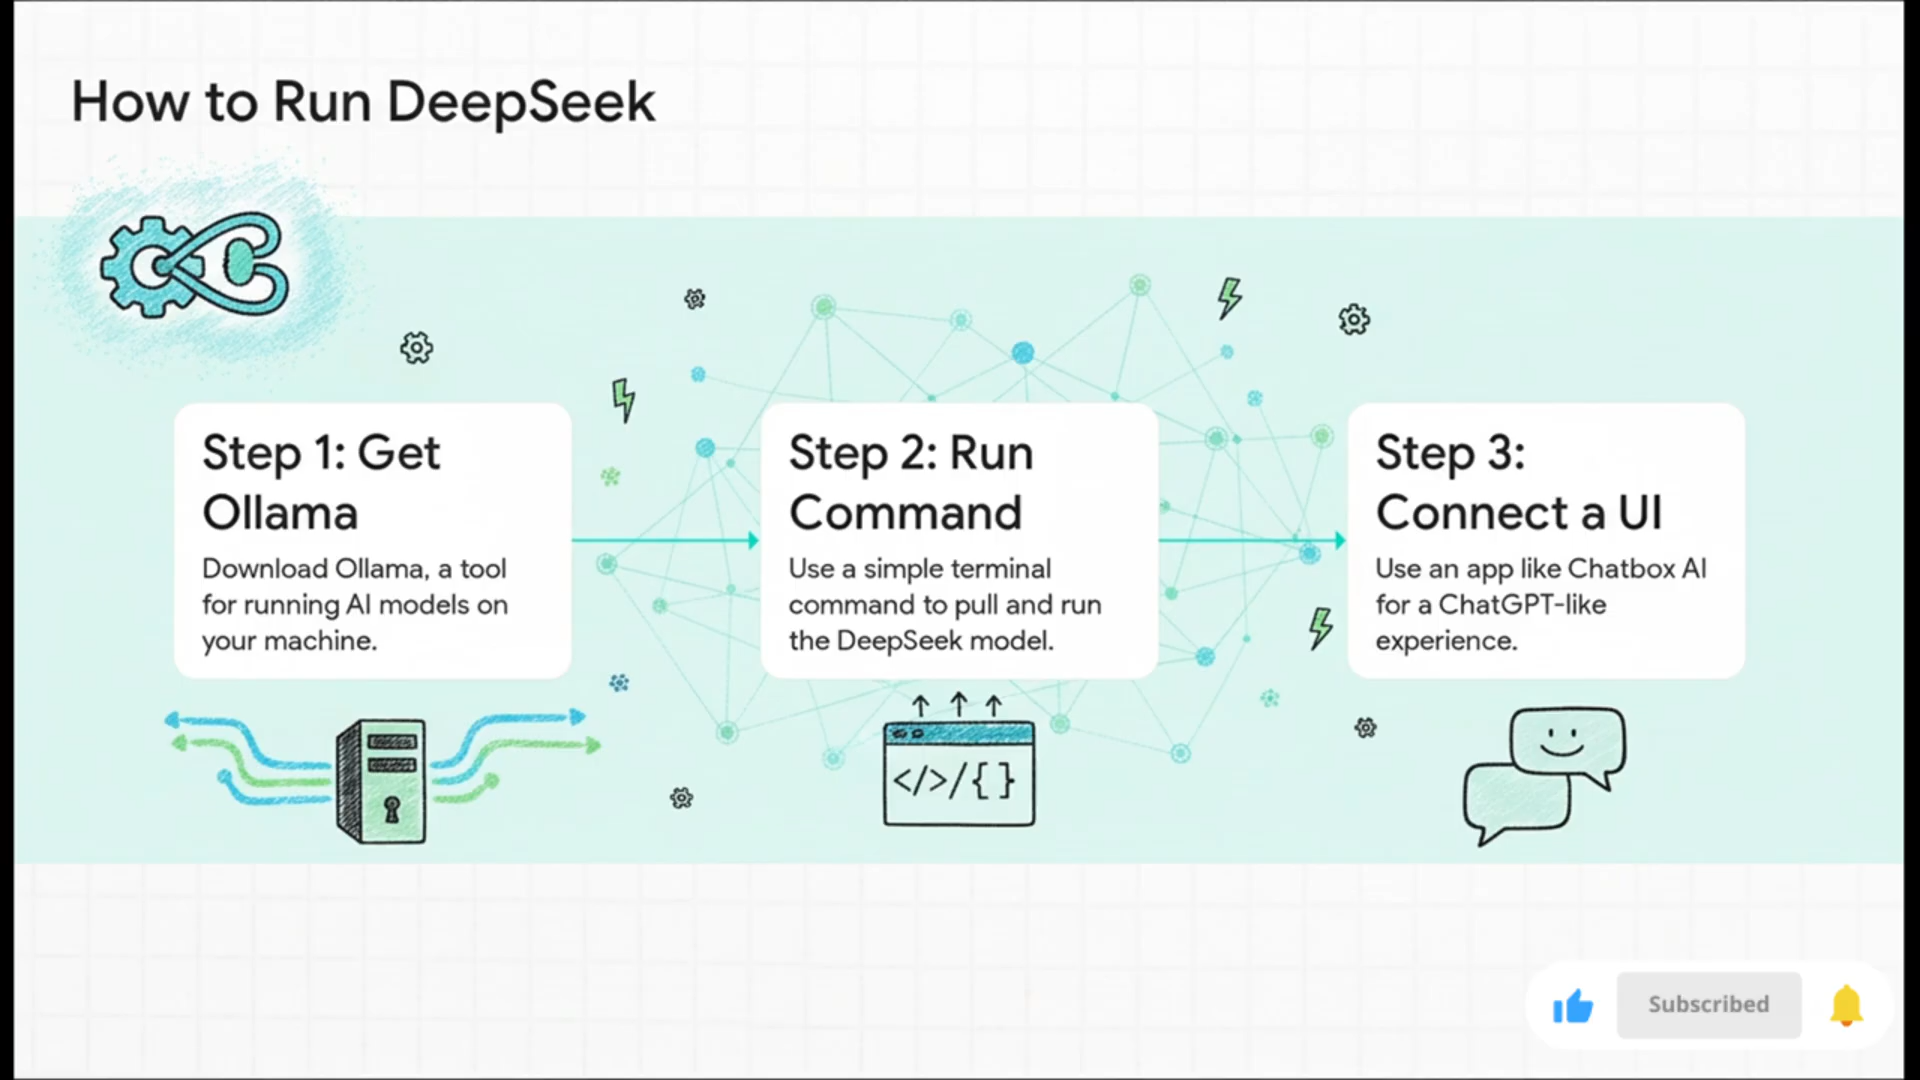 How to Run DeepSeek
Step 1: Get
Ollama
Download Ollama, a tool
for running AI models on
your machine.
Step 2: Run
Command
Use a simple terminal
command to pull and run
the DeepSeek model.
</>/{}
Step 3:
Connect a UI
Use an app like Chatbox AI
for a ChatGPT-like
experience.
Subscribed